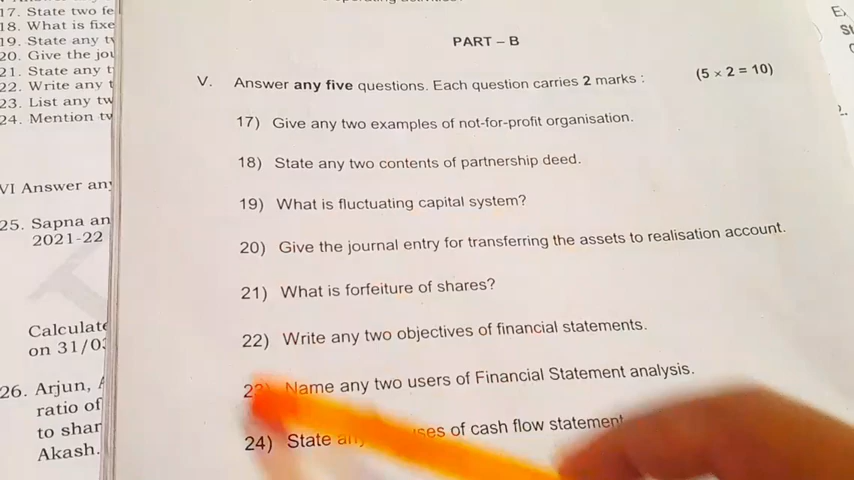 17. State two fe
18. What is fixe
19. State any t
20. Give the jou
21. State any t
22. Write any t
23. List any tw
24. Mention tw
VI Answer any
25. Sapna an
2021-22
Calculate
on 31/03
26. Arjun, A
ratio of
to shar
Akash.
PART – B
V. Answer any five questions. Each question carries 2 marks : (5 × 2 = 10)
17) Give any two examples of not-for-profit organisation.
18) State any two contents of partnership deed.
19) What is fluctuating capital system?
20) Give the journal entry for transferring the assets to realisation account.
21) What is forfeiture of shares?
22) Write any two objectives of financial statements.
23) Name any two users of Financial Statement analysis.
24) State any of cash flow statement